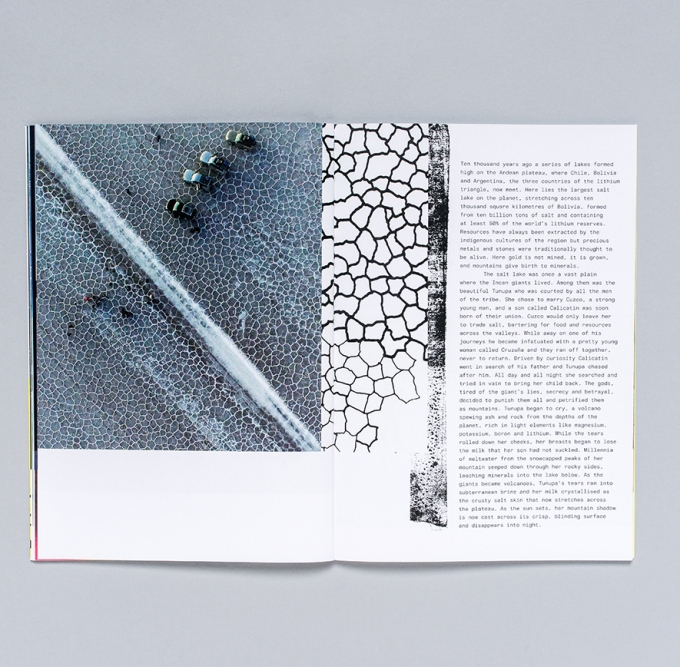 Ten thousand years ago a series of lakes formed
high on the Andean plateau, where Chile, Bolivia
and Argentina, the three countries of the lithium
triangle, now meet. Here lies the largest salt
lake on the planet, stretching across ten
thousand square kilometres of Bolivia, formed
from ten billion tons of salt and containing
at least 50% of the world's lithium reserves.
Resources have always been extracted by the
indigenous cultures of the region but precious
metals and stones were traditionally thought to
be alive. Here gold is not mined, it is grown,
and mountains give birth to minerals.
The salt lake was once a vast plain
where the Incan giants lived. Among them was the
beautiful Tunupa who was courted by all the men
of the tribe. She chose to marry Cuzco, a strong
young man, and a son called Calicatin was soon
born of their union. Cuzco would only leave her
to trade salt, bartering for food and resources
across the valleys. While away on one of his
journeys he became infatuated with a pretty young
woman called Cruzuña and they ran off together,
never to return. Driven by curiosity Calicatin
went in search of his father and Tunupa chased
after him. All day and all night she searched and
tried in vain to bring her child back. The gods,
tired of the giant's lies, secrecy and betrayal,
decided to punish them all and petrified them
as mountains. Tunupa began to cry, a volcano
spewing ash and rock from the depths of the
planet, rich in light elements like magnesium,
potassium, boron and lithium. While the tears
rolled down her cheeks, her breasts began to lose
the milk that her son had not suckled. Millennia
of meltwater from the snowcapped peaks of her
mountain seeped down through her rocky sides,
leaching minerals into the lake below. As the
giants became volcanoes, Tunupa's tears ran into
subterranean brine and her milk crystallised as
the crusty salt skin that now stretches across
the plateau. As the sun sets, her mountain shadow
is now cast across its crisp, blinding surface
and disappears into night.